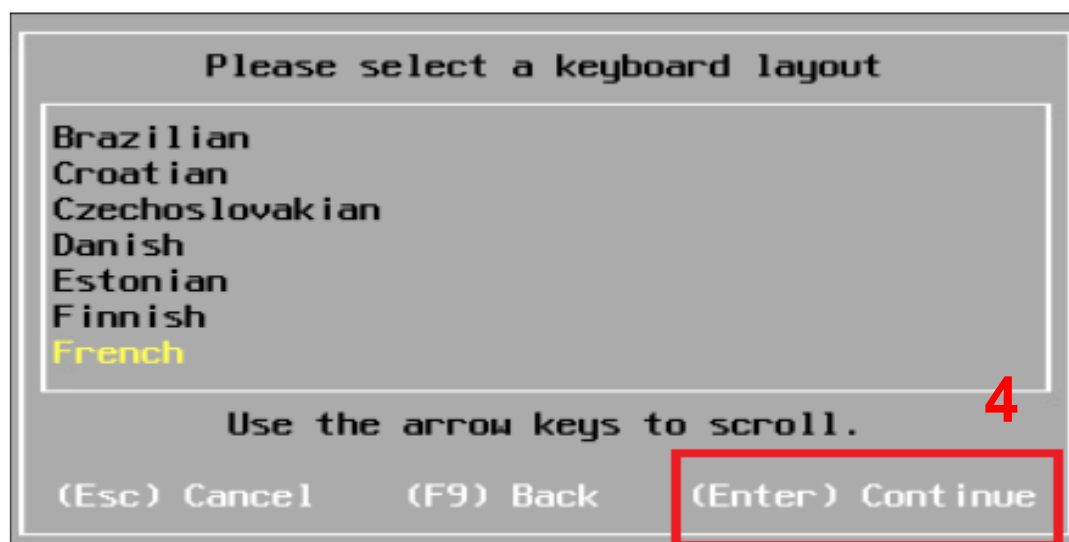 Please select a keyboard layout
Brazilian
Croatian
Czechoslovakian
Danish
Estonian
Finnish
French
4
Use the arrow keys to scroll.
(Esc) Cancel (F9) Back (Enter) Continue